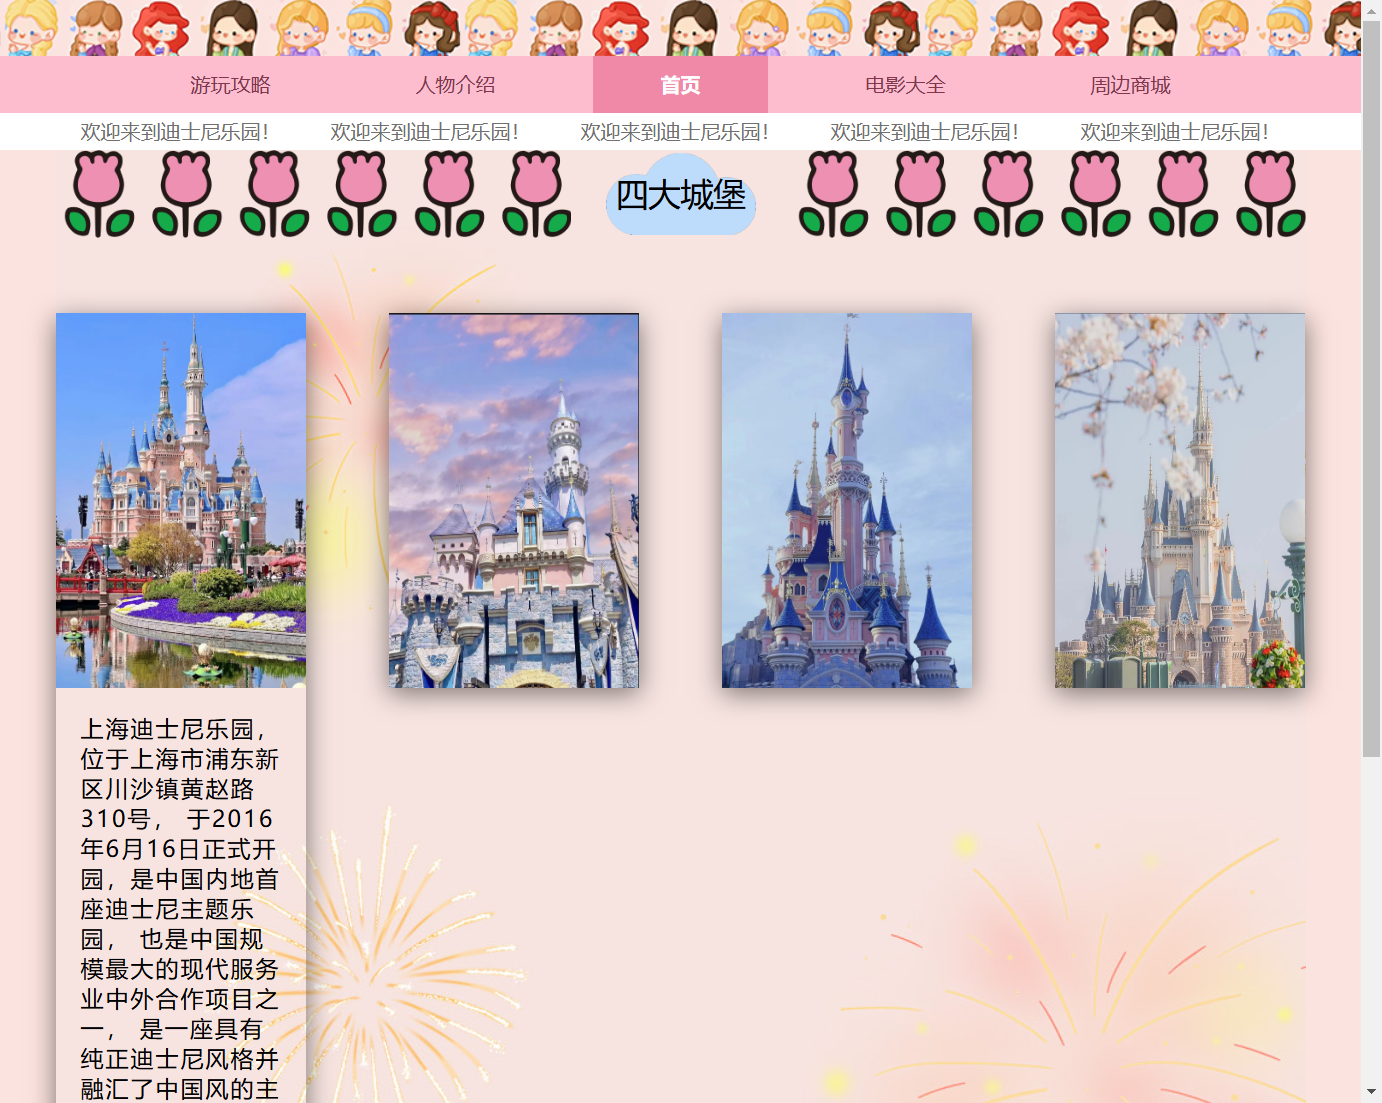 游玩攻略 人物介绍 首页 电影大全 周边商城
欢迎来到迪士尼乐园！ 欢迎来到迪士尼乐园！ 欢迎来到迪士尼乐园！ 欢迎来到迪士尼乐园！ 欢迎来到迪士尼乐园！
四大城堡
上海迪士尼乐园，
位于上海市浦东新
区川沙镇黄赵路
310号， 于2016
年6月16日正式开
园，是中国内地首
座迪士尼主题乐
园， 也是中国规
模最大的现代服务
业中外合作项目之
一， 是一座具有
纯正迪士尼风格并
融汇了中国风的主